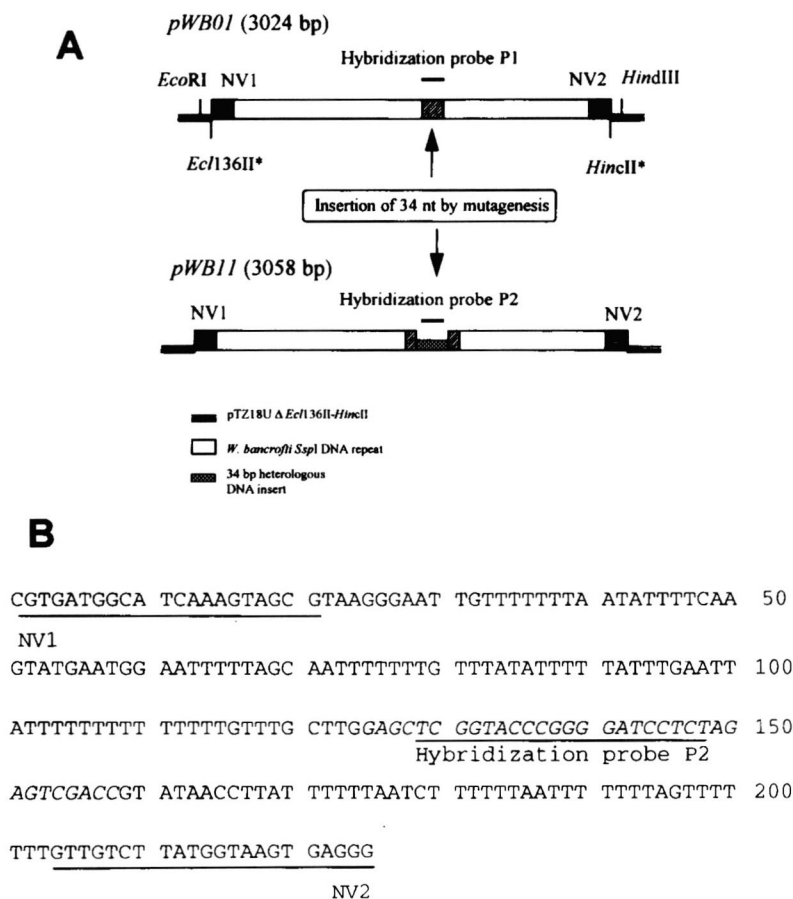 A
pWB01 (3024 bp)
Hybridization probe P1
EcoRI NV1 NV2 HindIII
Ecl136II* HincII*
Insertion of 34 nt by mutagenesis
pWB11 (3058 bp)
Hybridization probe P2
NV1 NV2
pTZ18U Δ Ecl136II-HincII
W. bancrofti SspI DNA repeat
34 bp heterologous
DNA insert
B
CGTGATGGCA TCAAAGTAGC GTAAGGGAAT TGTTTTTTTA ATATTTTCAA 50
NV1
GTATGAATGG AATTTTTAGC AATTTTTTTG TTTATATTTT TATTTGAATT 100
ATTTTTTTTT TTTTTGTTTG CTTGGAGCTC GGTACCCGGG GATCCTCTAG 150
Hybridization probe P2
AGTCGACCGT ATAACCTTAT TTTTTAATCT TTTTTAATTT TTTTAGTTTT 200
TTTGTTGTCT TATGGTAAGT GAGGG
NV2